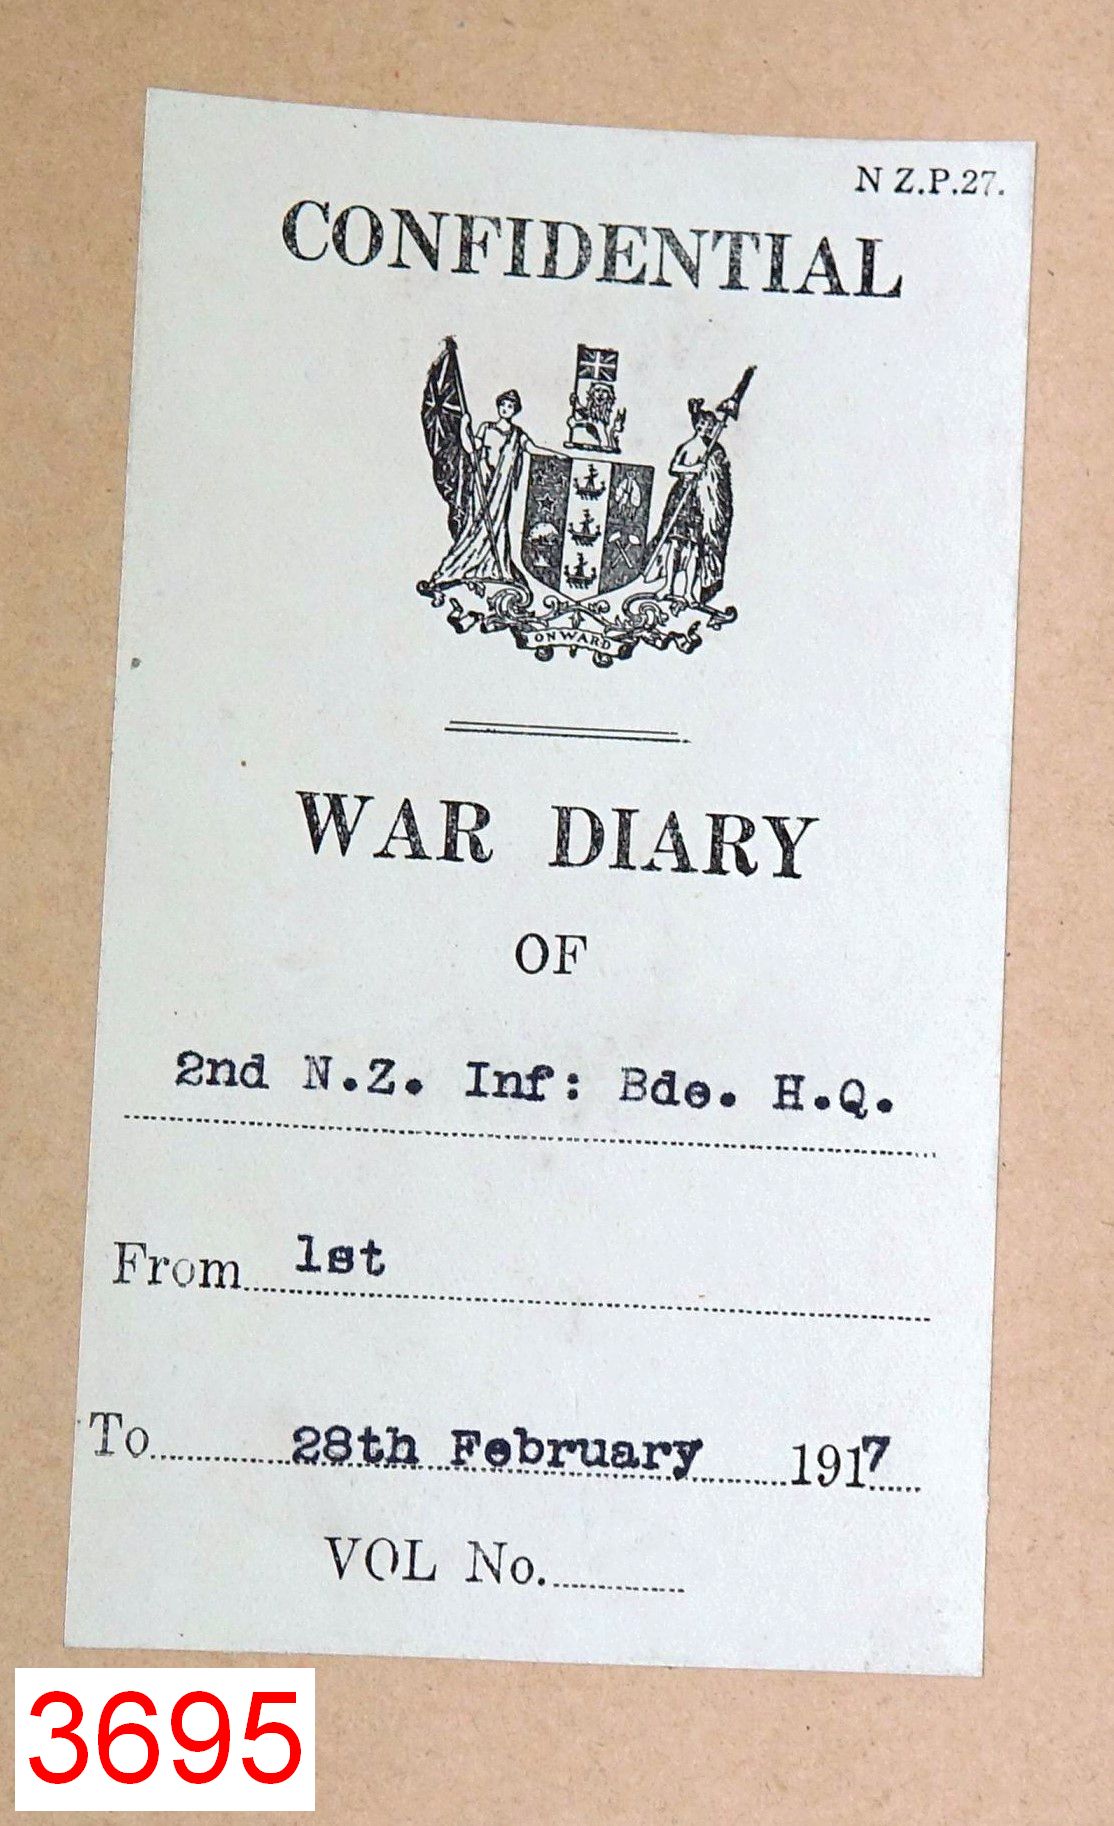 N Z.P.27.
CONFIDENTIAL
ONWARD
WAR DIARY
OF
2nd N.Z. Inf: Bde. H.Q.
From 1st
To 28th February 1917
VOL No.
3695